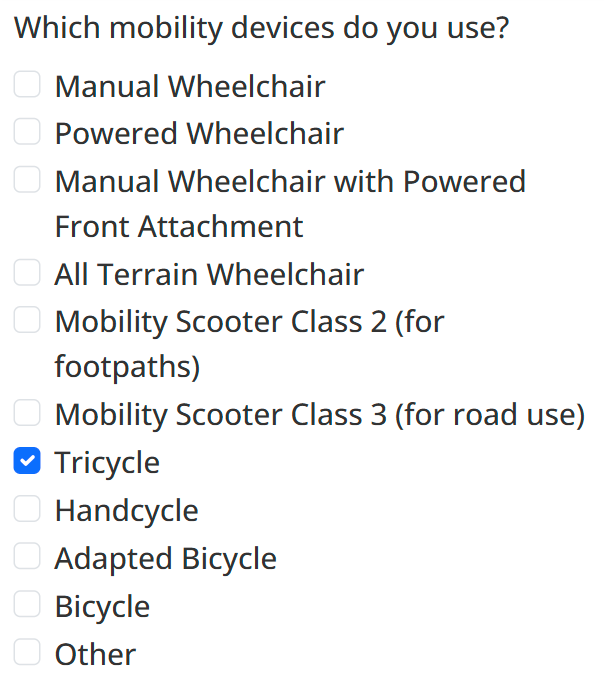 Which mobility devices do you use?
Manual Wheelchair
Powered Wheelchair
Manual Wheelchair with Powered
Front Attachment
All Terrain Wheelchair
Mobility Scooter Class 2 (for
footpaths)
Mobility Scooter Class 3 (for road use)
Tricycle
Handcycle
Adapted Bicycle
Bicycle
Other